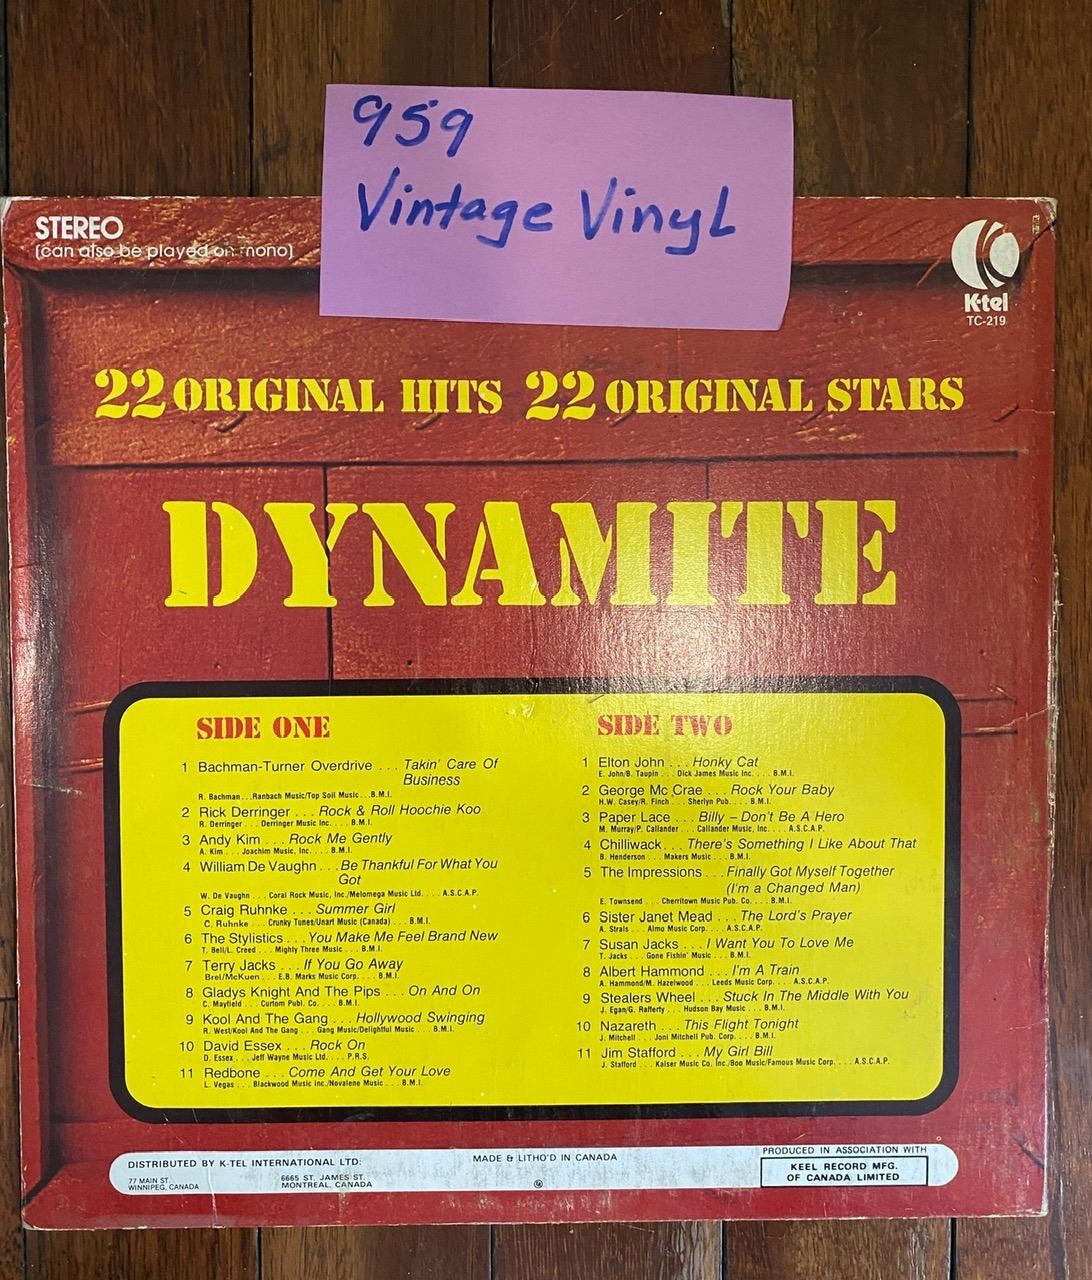 959
Vintage Vinyl
STEREO
(can also be played on mono)
K-tel
TC-219
22 ORIGINAL HITS 22 ORIGINAL STARS
DYNAMITE
SIDE ONE
1 Bachman-Turner Overdrive . . . Takin' Care Of
Business
R. Bachman...Ranbach Music/Top Soil Music...B.M.I.
2 Rick Derringer . . . Rock & Roll Hoochie Koo
R. Derringer . . . Derringer Music Inc. . . . B.M.I.
3 Andy Kim . . . Rock Me Gently
A. Kim . . . Joachim Music, Inc. . . . B.M.I.
4 William De Vaughn . . . Be Thankful For What You
Got
W. De Vaughn . . . Coral Rock Music, Inc./Melomega Music Ltd. . . . A.S.C.A.P.
5 Craig Ruhnke . . . Summer Girl
C. Ruhnke . . . Crunky Tunes/Unart Music (Canada) . . . B.M.I.
6 The Stylistics . . . You Make Me Feel Brand New
T. Bell/L. Creed . . . Mighty Three Music . . . B.M.I.
7 Terry Jacks . . . If You Go Away
Brel/McKuen . . . E.B. Marks Music Corp. . . . B.M.I.
8 Gladys Knight And The Pips . . . On And On
C. Mayfield . . . Curtom Publ. Co. . . . B.M.I.
9 Kool And The Gang . . . Hollywood Swinging
R. West/Kool And The Gang . . . Gang Music/Delightful Music . . . B.M.I.
10 David Essex . . . Rock On
D. Essex . . . Jeff Wayne Music Ltd. . . . P.R.S.
11 Redbone . . . Come And Get Your Love
L. Vegas . . . Blackwood Music Inc./Novalene Music . . . B.M.I.
SIDE TWO
1 Elton John . . . Honky Cat
E. John/B. Taupin . . . Dick James Music Inc. . . . B.M.I.
2 George Mc Crae . . . Rock Your Baby
H.W. Casey/R. Finch . . . Sherlyn Pub. . . . B.M.I.
3 Paper Lace . . . Billy – Don't Be A Hero
M. Murray/P. Callander . . . Callander Music, Inc. . . . A.S.C.A.P.
4 Chilliwack . . . There's Something I Like About That
B. Henderson . . . Makers Music . . . B.M.I.
5 The Impressions . . . Finally Got Myself Together
(I'm a Changed Man)
E. Townsend . . . Cherritown Music Pub. Co. . . . B.M.I.
6 Sister Janet Mead . . . The Lord's Prayer
A. Strals . . . Almo Music Corp. . . . A.S.C.A.P.
7 Susan Jacks . . . I Want You To Love Me
T. Jacks . . . Gone Fishin' Music . . . B.M.I.
8 Albert Hammond . . . I'm A Train
A. Hammond/M. Hazelwood . . . Leeds Music Corp. . . . A.S.C.A.P.
9 Stealers Wheel . . . Stuck In The Middle With You
J. Egan/G. Rafferty . . . Hudson Bay Music . . . B.M.I.
10 Nazareth . . . This Flight Tonight
J. Mitchell . . . Joni Mitchell Pub. Corp. . . . B.M.I.
11 Jim Stafford . . . My Girl Bill
J. Stafford . . . Kaiser Music Co. Inc./Boo Music/Famous Music Corp. . . . A.S.C.A.P.
DISTRIBUTED BY K-TEL INTERNATIONAL LTD:
77 MAIN ST.
WINNIPEG, CANADA
6665 ST. JAMES ST.
MONTREAL, CANADA
MADE & LITHO'D IN CANADA
PRODUCED IN ASSOCIATION WITH
KEEL RECORD MFG.
OF CANADA LIMITED